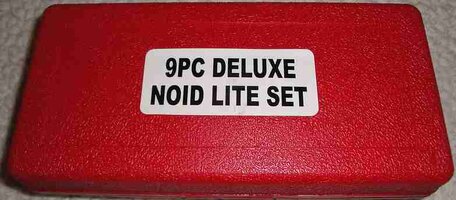 9PC DELUXE
NOID LITE SET